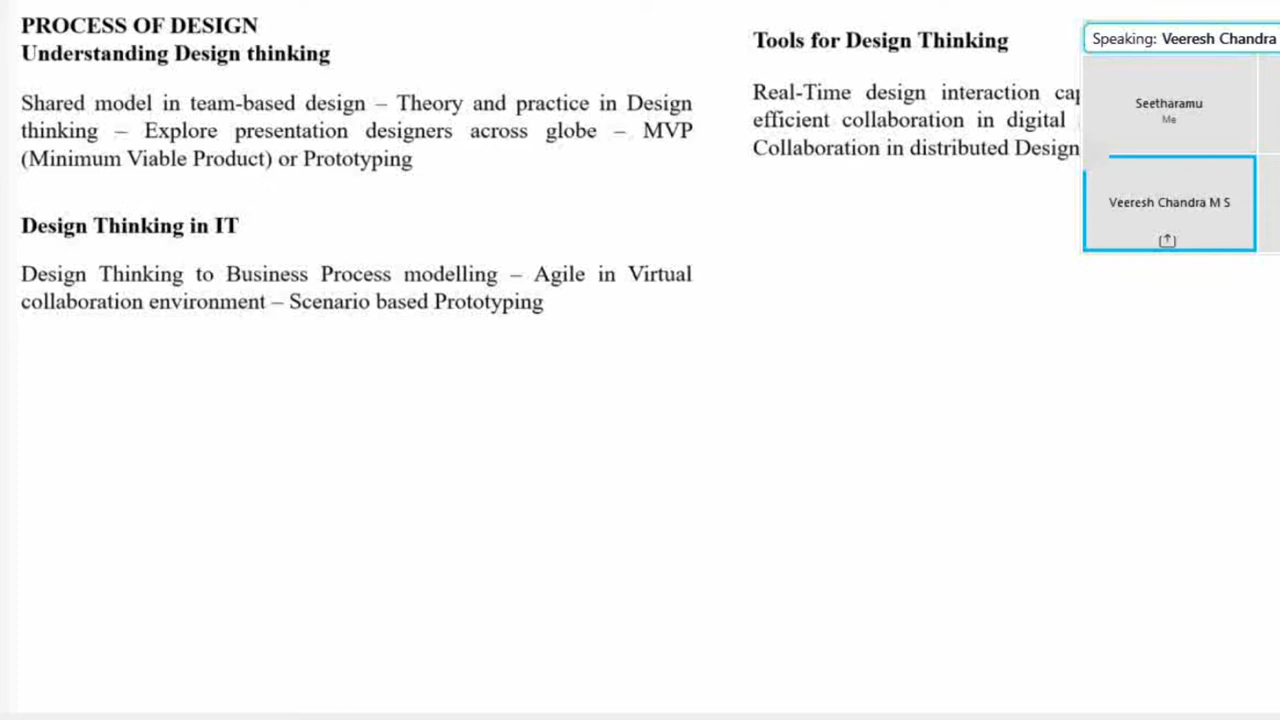 PROCESS OF DESIGN
Understanding Design thinking
Shared model in team-based design – Theory and practice in Design
thinking – Explore presentation designers across globe – MVP
(Minimum Viable Product) or Prototyping
Design Thinking in IT
Design Thinking to Business Process modelling – Agile in Virtual
collaboration environment – Scenario based Prototyping
Tools for Design Thinking
Real-Time design interaction
efficient collaboration in digital
Collaboration in distributed Design
Speaking: Veeresh Chandra
Seetharamu
Me
Veeresh Chandra M S